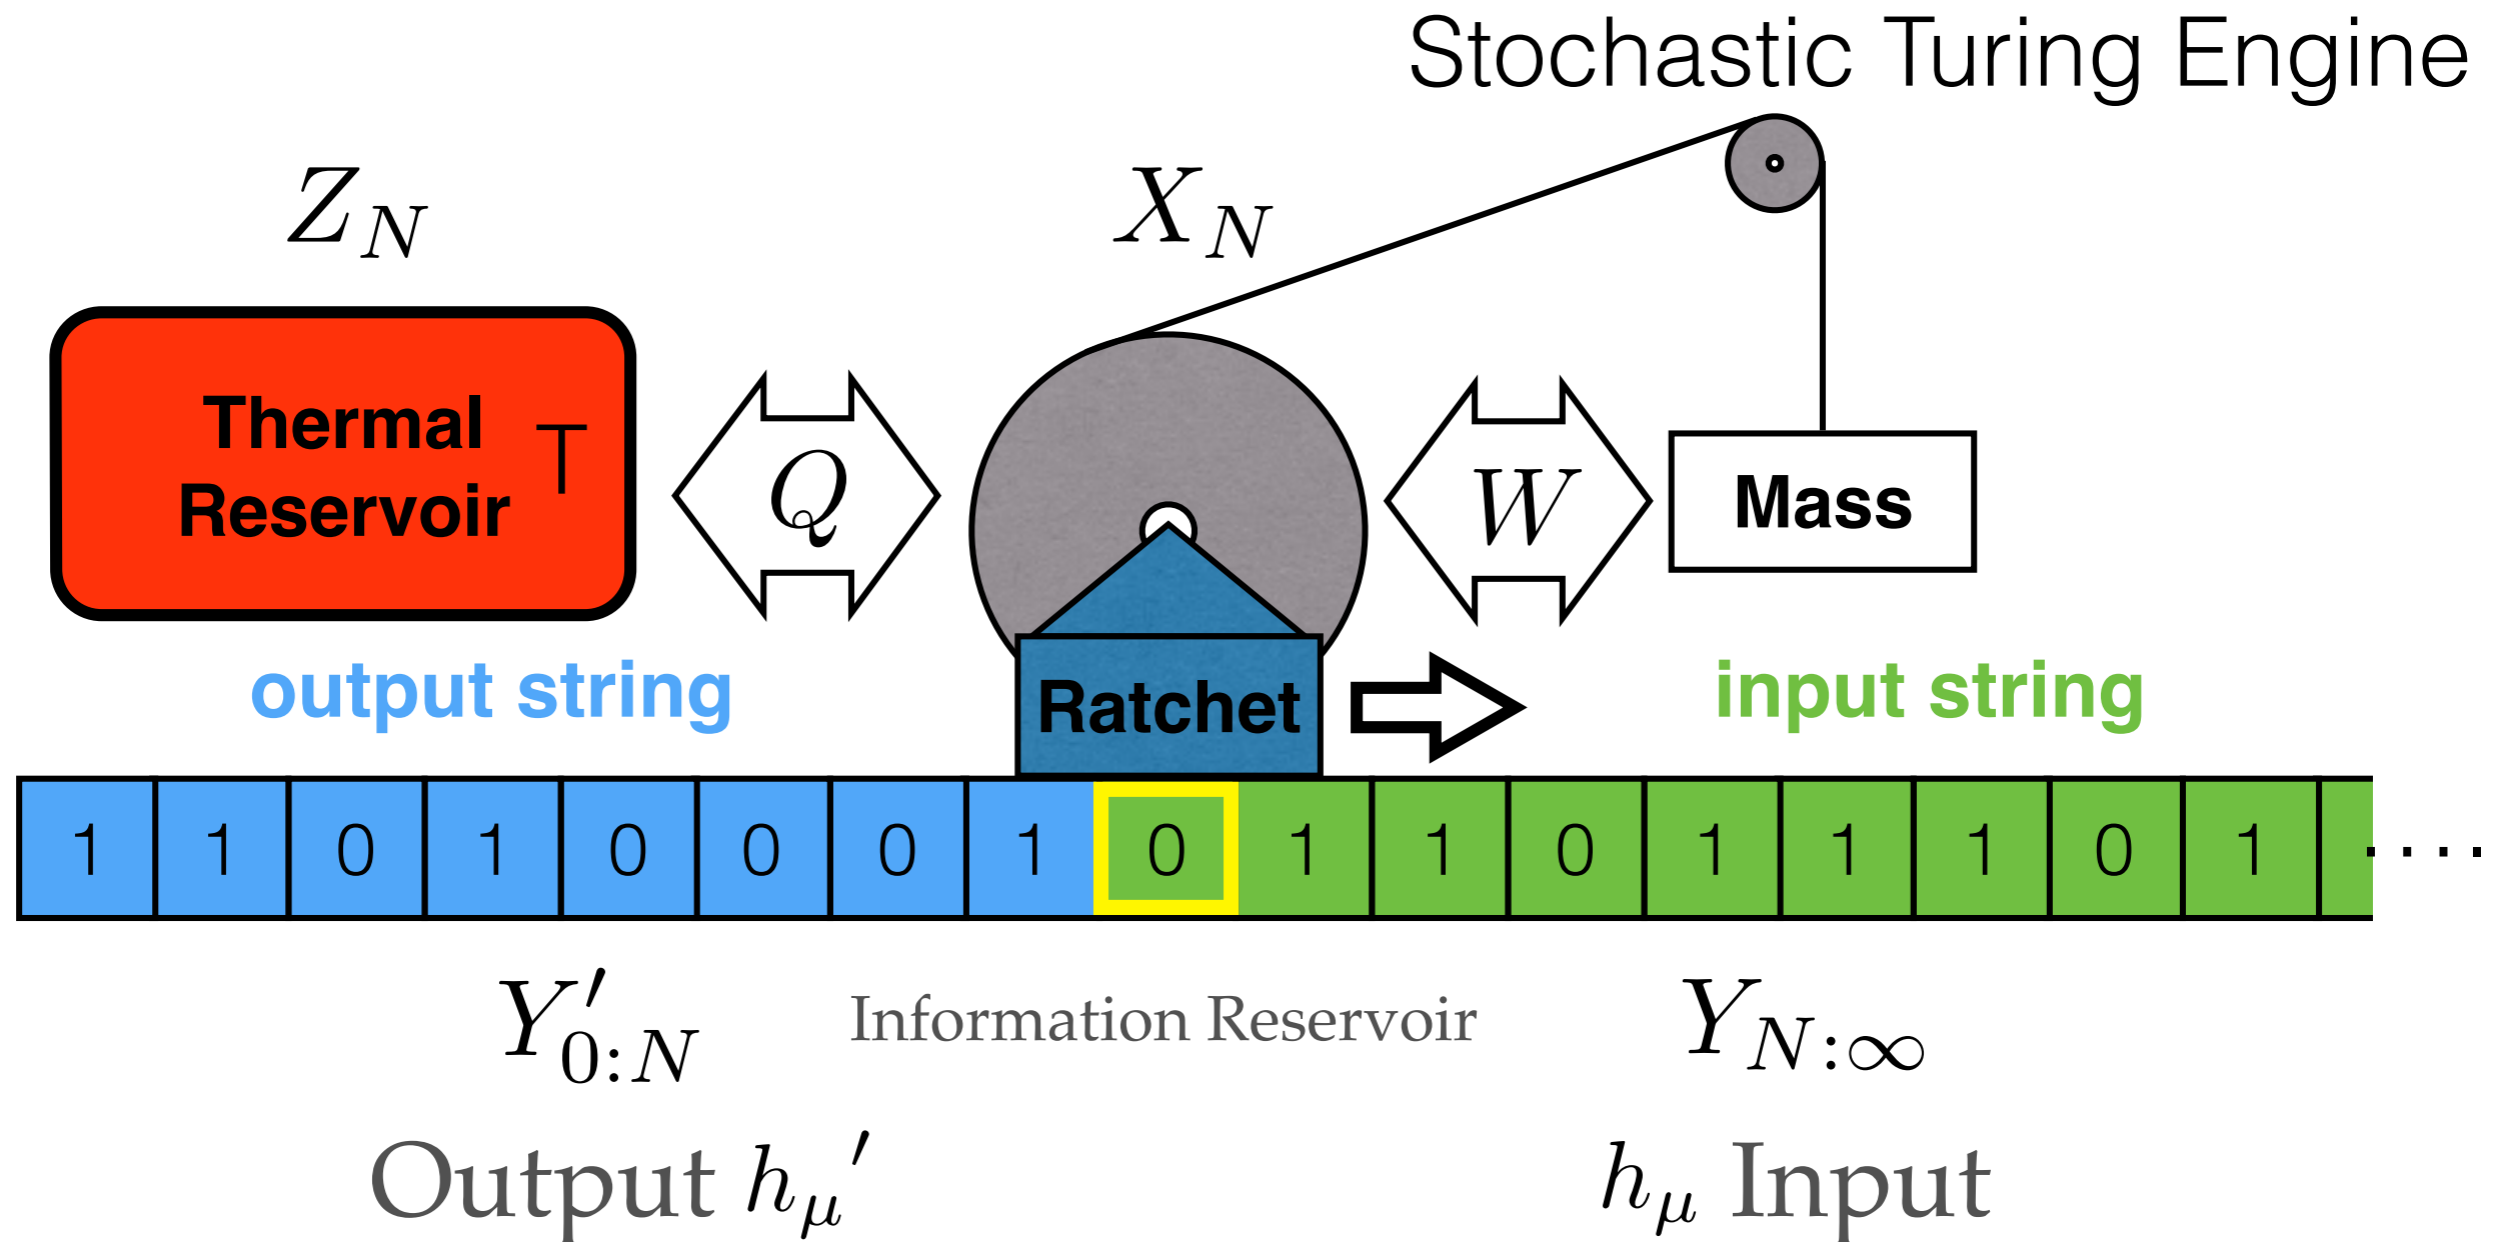 Stochastic Turing Engine
Z_N
X_N
Thermal
Reservoir T
Q
W
Mass
output string
Ratchet
input string
1 1 0 1 0 0 0 1 0 1 1 0 1 1 1 0 1 ....
Y'_{0:N}
Information Reservoir
Y_{N:∞}
Output h_μ'
h_μ Input